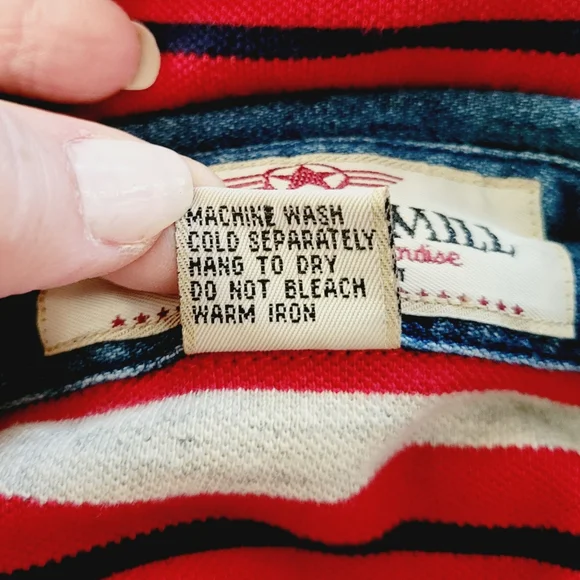 MACHINE WASH
COLD SEPARATELY
HANG TO DRY
DO NOT BLEACH
WARM IRON
MILL